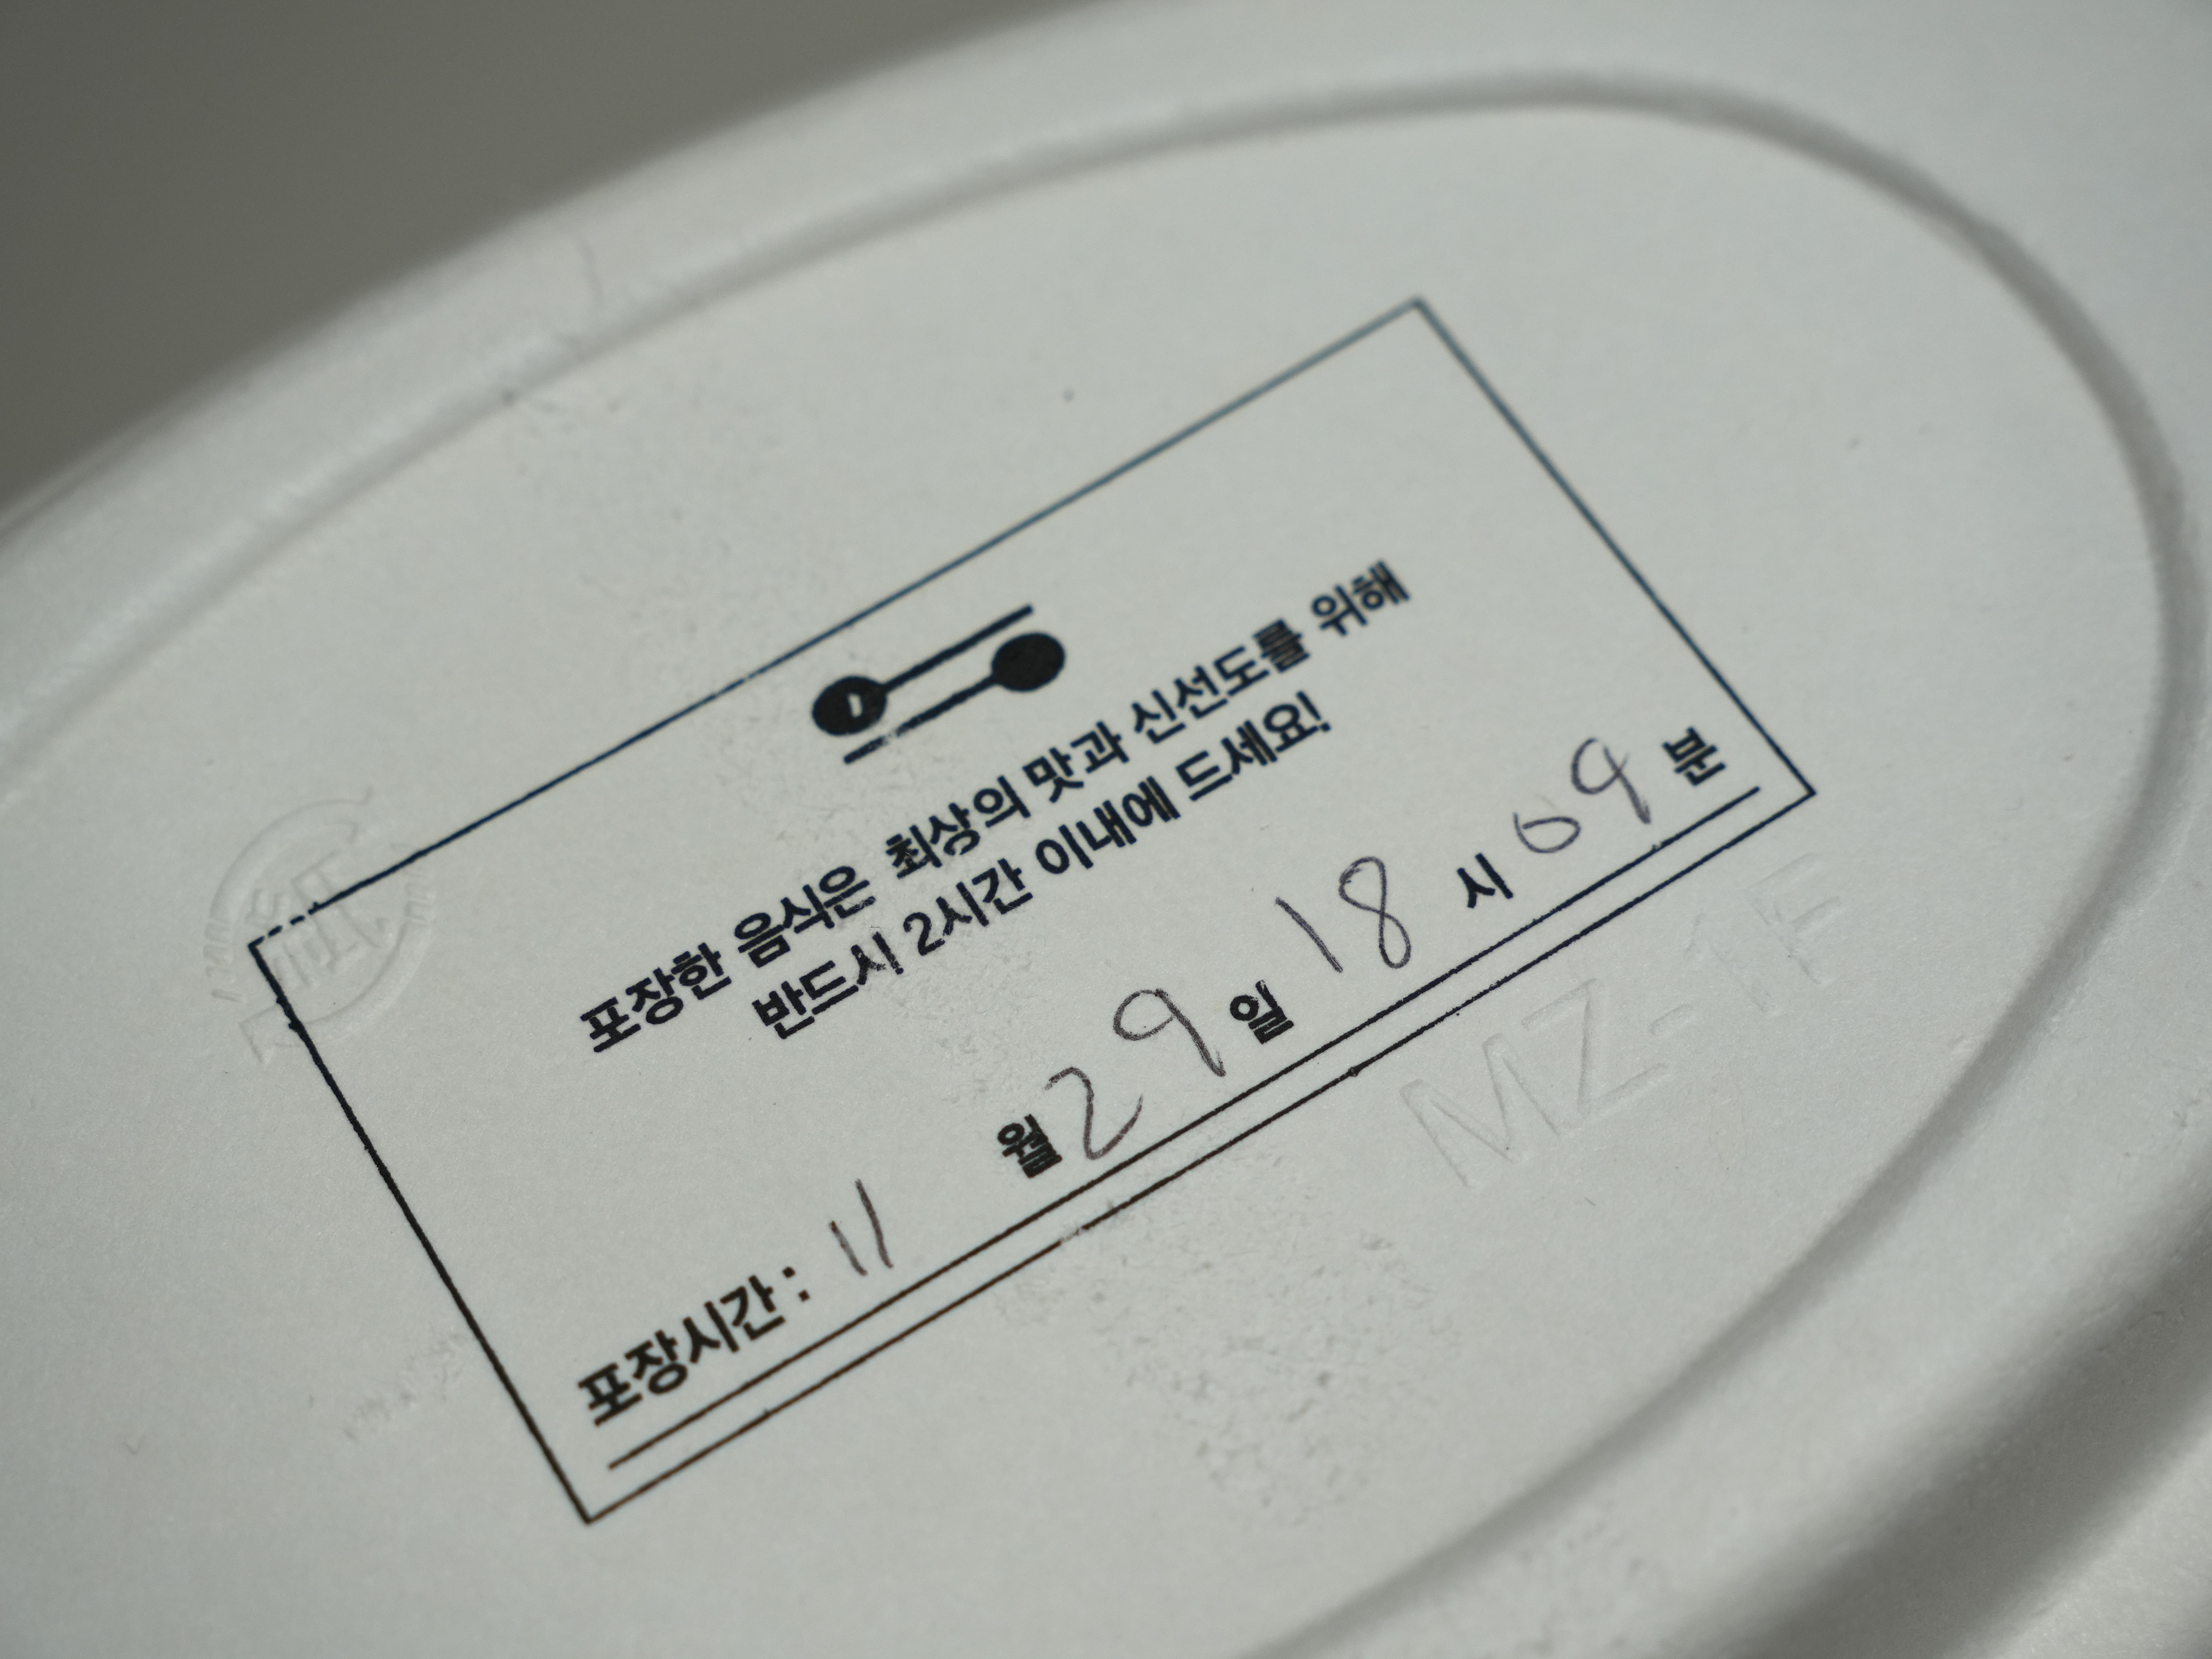 포장한 음식은 최상의 맛과 신선도를 위해
반드시 2시간 이내에 드세요!
포장시간 : 11 월 29 일 18 시 09 분
MZ-1F